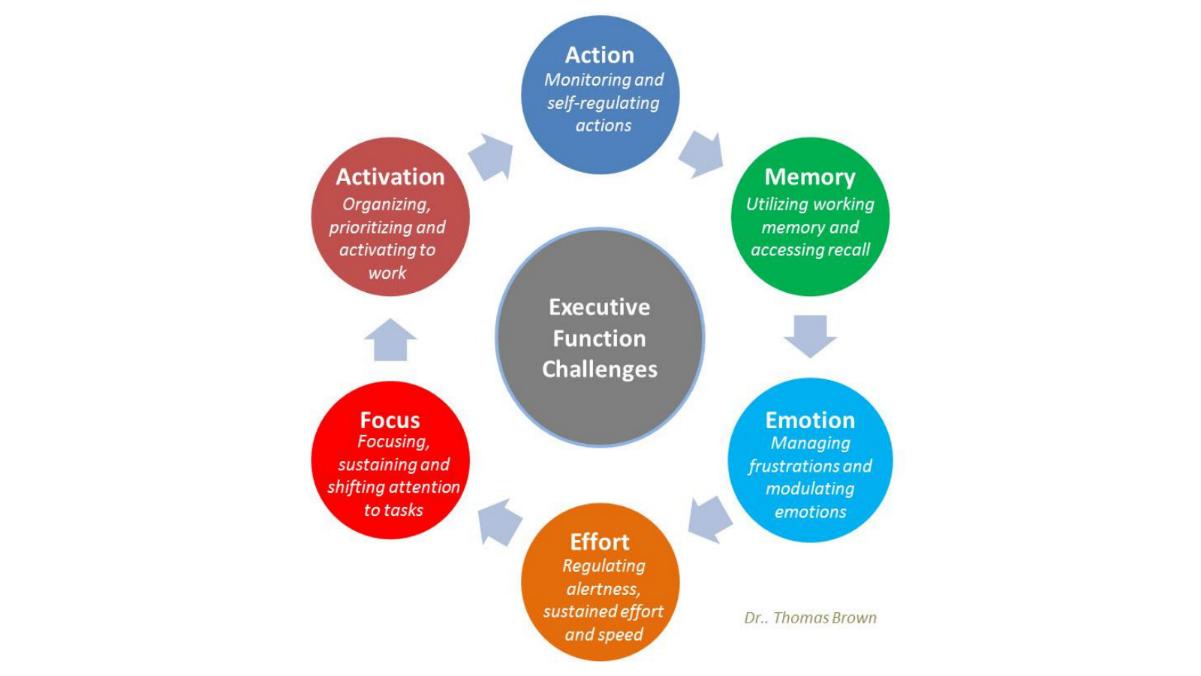 Action
Monitoring and
self-regulating
actions
Memory
Utilizing working
memory and
accessing recall
Emotion
Managing
frustrations and
modulating
emotions
Effort
Regulating
alertness,
sustained effort
and speed
Focus
Focusing,
sustaining and
shifting attention
to tasks
Activation
Organizing,
prioritizing and
activating to
work
Executive
Function
Challenges
Dr.. Thomas Brown